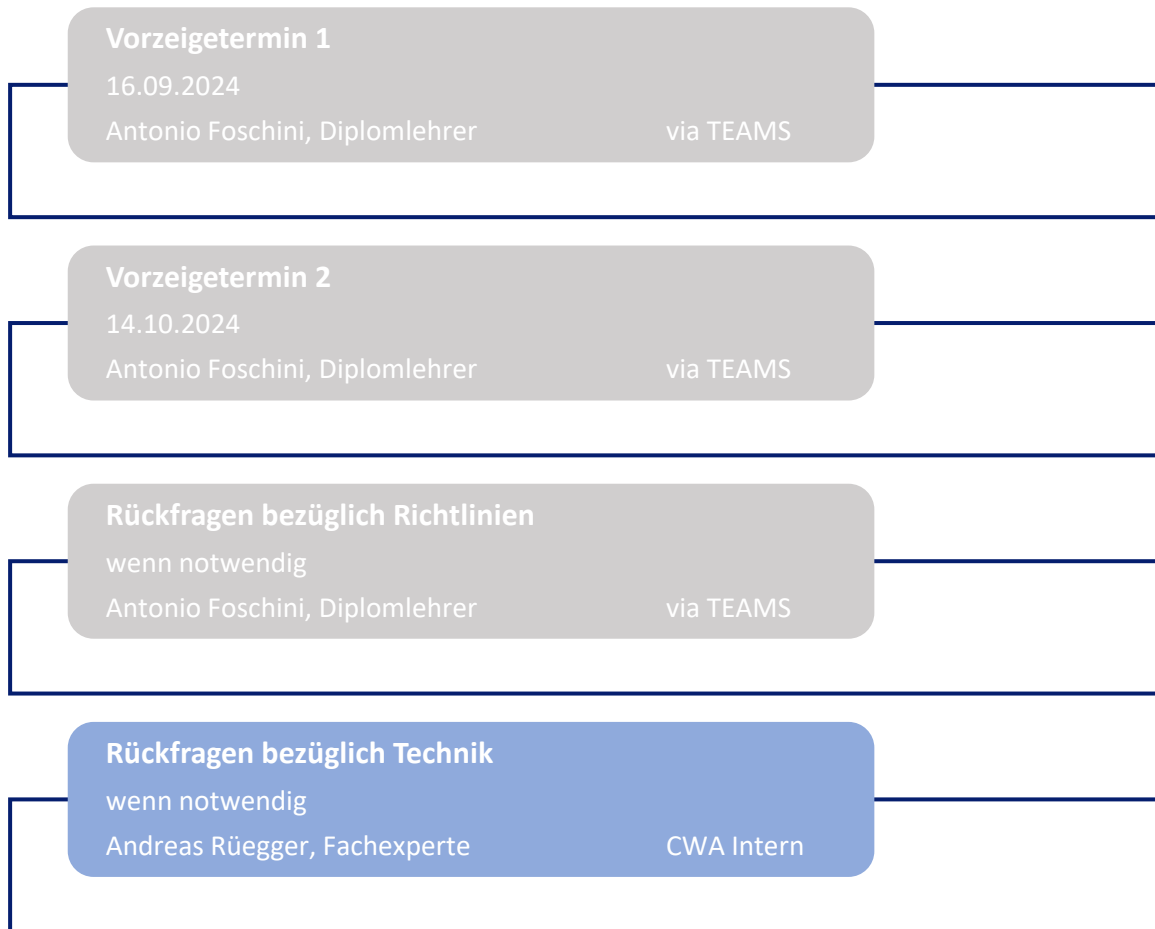 Vorzeigetermin 1
16.09.2024
Antonio Foschini, Diplomlehrer via TEAMS
Vorzeigetermin 2
14.10.2024
Antonio Foschini, Diplomlehrer via TEAMS
Rückfragen bezüglich Richtlinien
wenn notwendig
Antonio Foschini, Diplomlehrer via TEAMS
Rückfragen bezüglich Technik
wenn notwendig
Andreas Rüegger, Fachexperte CWA Intern